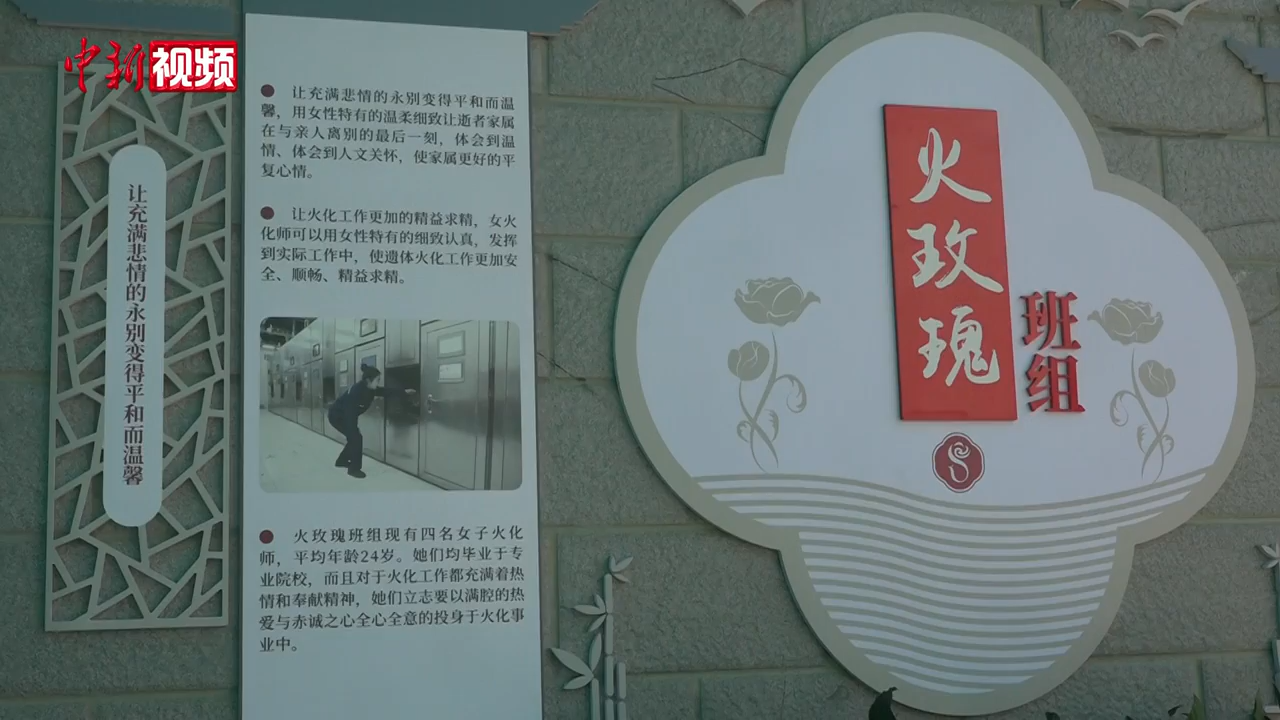 中新视频
让充满悲情的永别变得平和而温馨
让充满悲情的永别变得平和而温
馨，用女性特有的温柔细致让逝者家属
在与亲人离别的最后一刻，体会到温
情、体会到人文关怀，使家属更好的平
复心情。
让火化工作更加的精益求精，女火
化师可以用女性特有的细致认真，发挥
到实际工作中，使遗体火化工作更加安
全、顺畅、精益求精。
火玫瑰班组现有四名女子火化
师，平均年龄24岁。她们均毕业于专
业院校，而且对于火化工作都充满着热
情和奉献精神，她们立志要以满腔的热
爱与赤诚之心全心全意的投身于火化事
业中。
火玫瑰
班组